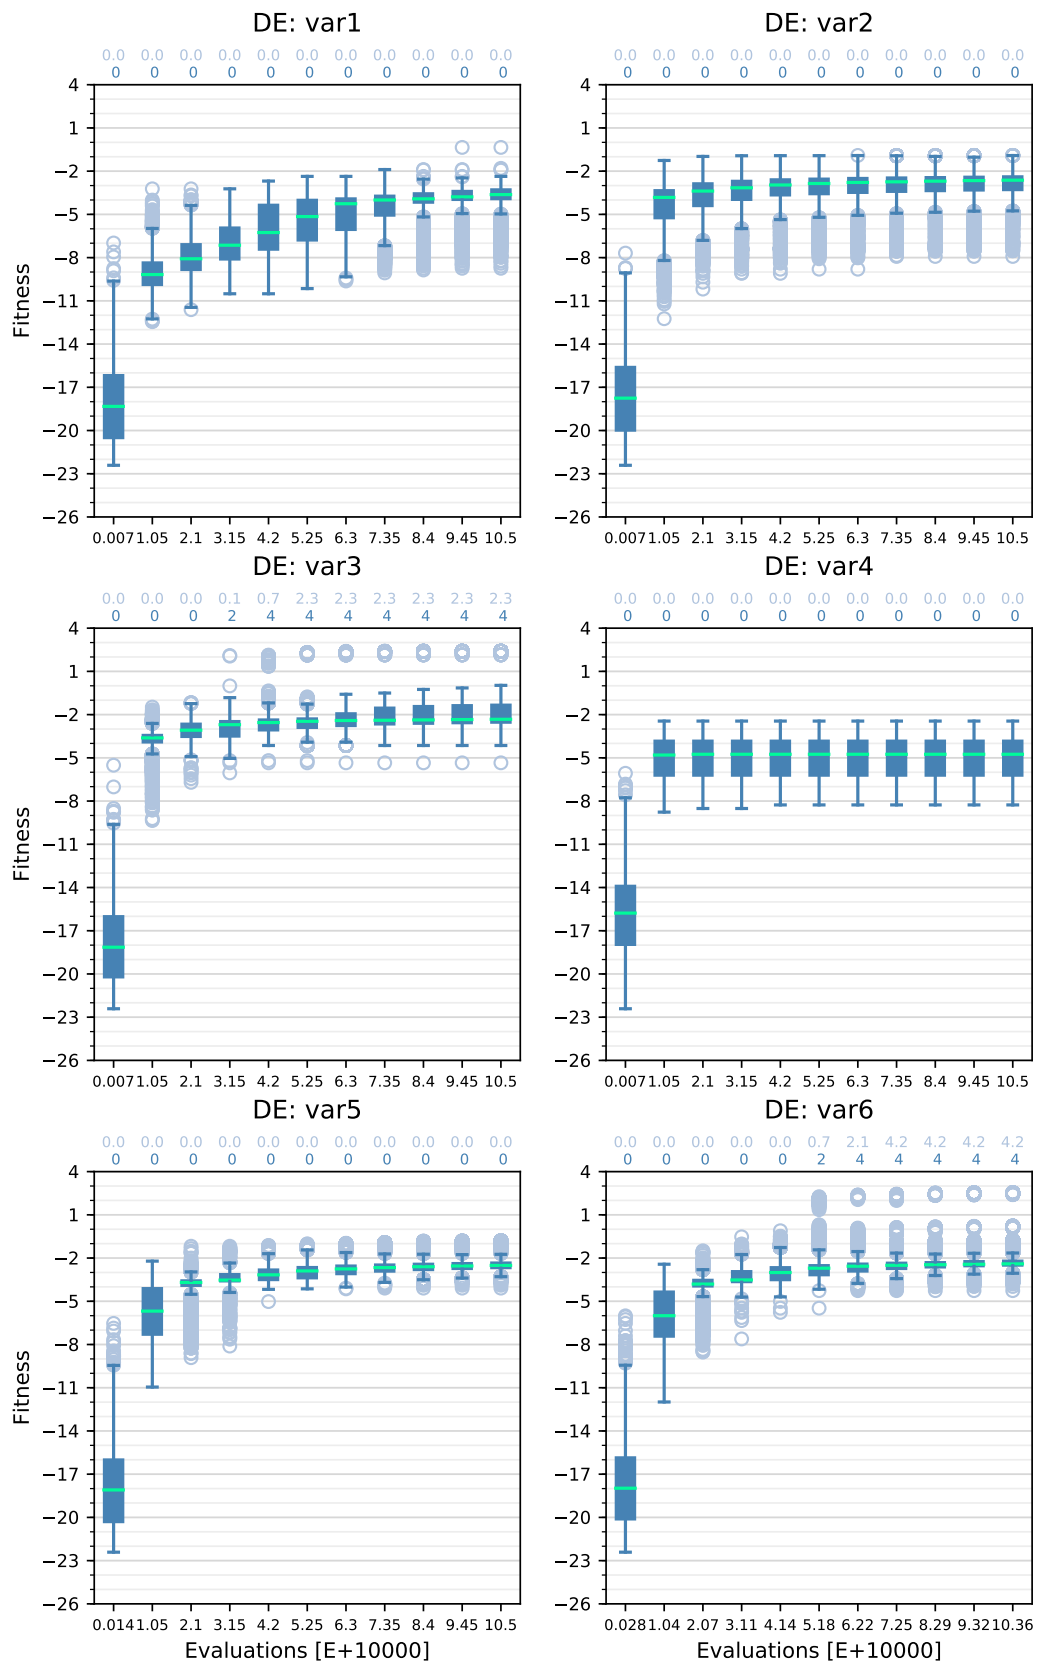 DE: var1
0.0 0.0 0.0 0.0 0.0 0.0 0.0 0.0 0.0 0.0 0.0
0 0 0 0 0 0 0 0 0 0 0
4
1
−2
−5
−8
−11
−14
−17
−20
−23
−26
Fitness
0.007 1.05 2.1 3.15 4.2 5.25 6.3 7.35 8.4 9.45 10.5
DE: var2
0.0 0.0 0.0 0.0 0.0 0.0 0.0 0.0 0.0 0.0 0.0
0 0 0 0 0 0 0 0 0 0 0
4
1
−2
−5
−8
−11
−14
−17
−20
−23
−26
0.007 1.05 2.1 3.15 4.2 5.25 6.3 7.35 8.4 9.45 10.5
DE: var3
0.0 0.0 0.0 0.1 0.7 2.3 2.3 2.3 2.3 2.3 2.3
0 0 0 2 4 4 4 4 4 4 4
4
1
−2
−5
−8
−11
−14
−17
−20
−23
−26
Fitness
0.007 1.05 2.1 3.15 4.2 5.25 6.3 7.35 8.4 9.45 10.5
DE: var4
0.0 0.0 0.0 0.0 0.0 0.0 0.0 0.0 0.0 0.0 0.0
0 0 0 0 0 0 0 0 0 0 0
4
1
−2
−5
−8
−11
−14
−17
−20
−23
−26
0.007 1.05 2.1 3.15 4.2 5.25 6.3 7.35 8.4 9.45 10.5
DE: var5
0.0 0.0 0.0 0.0 0.0 0.0 0.0 0.0 0.0 0.0 0.0
0 0 0 0 0 0 0 0 0 0 0
4
1
−2
−5
−8
−11
−14
−17
−20
−23
−26
Fitness
0.014 1.05 2.1 3.15 4.2 5.25 6.3 7.35 8.4 9.45 10.5
Evaluations [E+10000]
DE: var6
0.0 0.0 0.0 0.0 0.0 0.7 2.1 4.2 4.2 4.2 4.2
0 0 0 0 0 2 4 4 4 4 4
4
1
−2
−5
−8
−11
−14
−17
−20
−23
−26
0.028 1.04 2.07 3.11 4.14 5.18 6.22 7.25 8.29 9.32 10.36
Evaluations [E+10000]